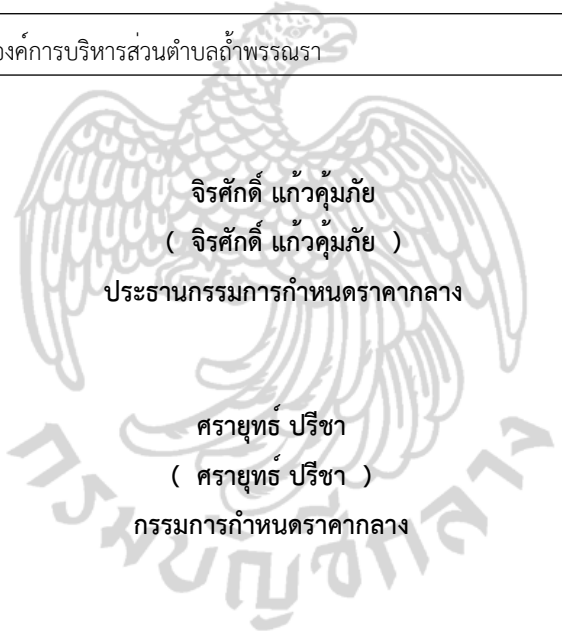 องค์การบริหารส่วนตำบลถ้ำพรรณรา
จิรศักดิ์ แก้วคุ้มภัย
( จิรศักดิ์ แก้วคุ้มภัย )
ประธานกรรมการกำหนดราคากลาง
ศรายุทธ์ ปรีชา
( ศรายุทธ์ ปรีชา )
กรรมการกำหนดราคากลาง
กรมบัญชีกลาง